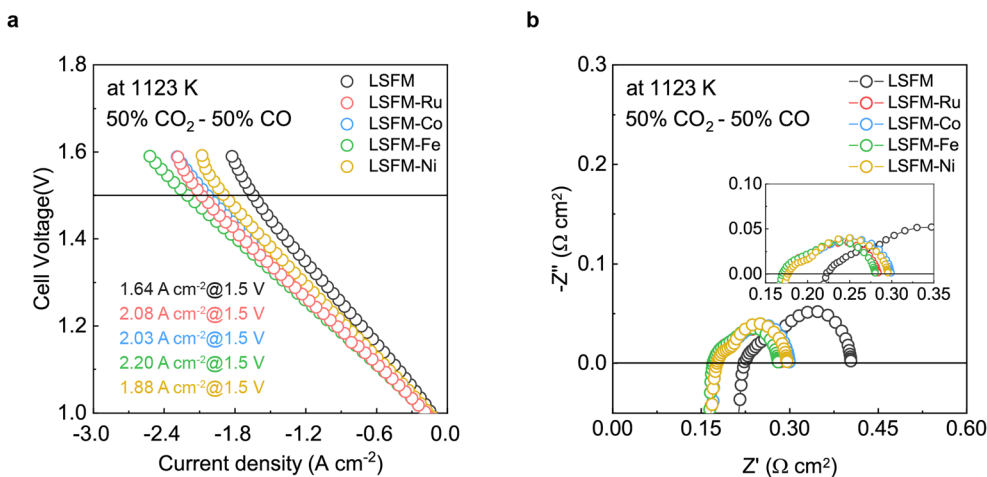 a
1.8
1.6
1.4
1.2
1.0
Cell Voltage(V)
at 1123 K
50% CO₂ - 50% CO
LSFM
LSFM-Ru
LSFM-Co
LSFM-Fe
LSFM-Ni
1.64 A cm⁻²@1.5 V
2.08 A cm⁻²@1.5 V
2.03 A cm⁻²@1.5 V
2.20 A cm⁻²@1.5 V
1.88 A cm⁻²@1.5 V
-3.0 -2.4 -1.8 -1.2 -0.6 0.0
Current density (A cm⁻²)
b
0.3
0.2
0.1
0.0
-Z" (Ω cm²)
at 1123 K
50% CO₂ - 50% CO
LSFM
LSFM-Ru
LSFM-Co
LSFM-Fe
LSFM-Ni
0.10
0.05
0.00
0.15 0.20 0.25 0.30 0.35
0.00 0.15 0.30 0.45 0.60
Z' (Ω cm²)